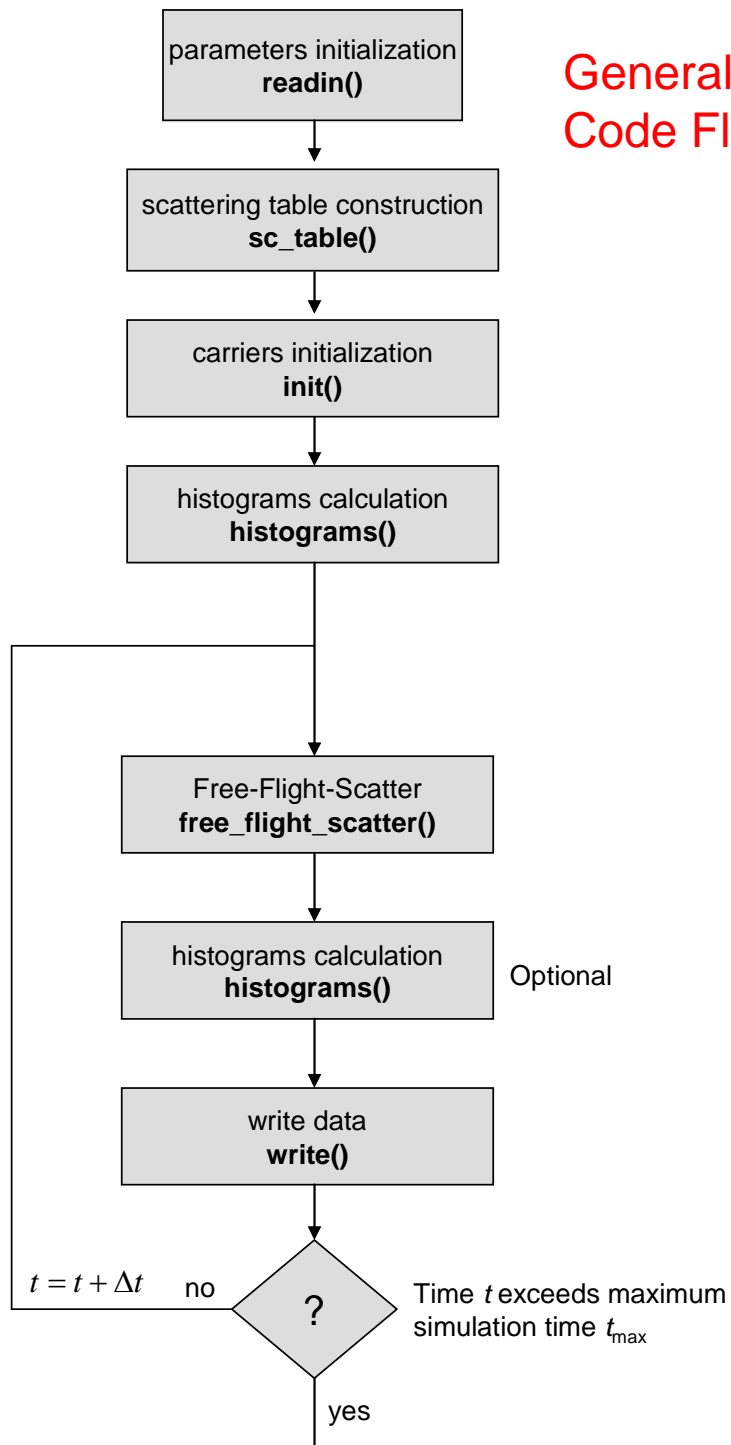 parameters initialization
readin()
General
Code Fl
scattering table construction
sc_table()
carriers initialization
init()
histograms calculation
histograms()
Free-Flight-Scatter
free_flight_scatter()
histograms calculation
histograms()
Optional
write data
write()
t = t + Δt
no
?
Time t exceeds maximum
simulation time tmax
yes